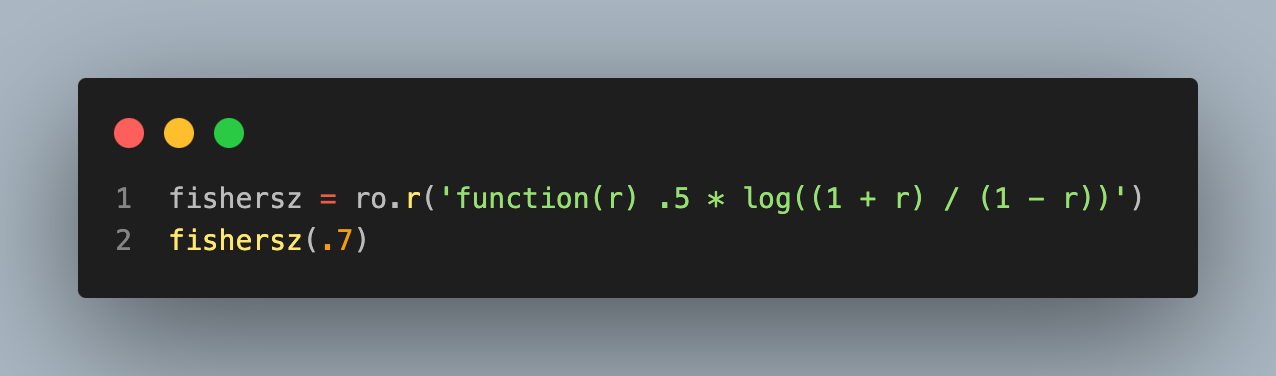 1 fishersz = ro.r('function(r) .5 * log((1 + r) / (1 - r))')
2 fishersz(.7)